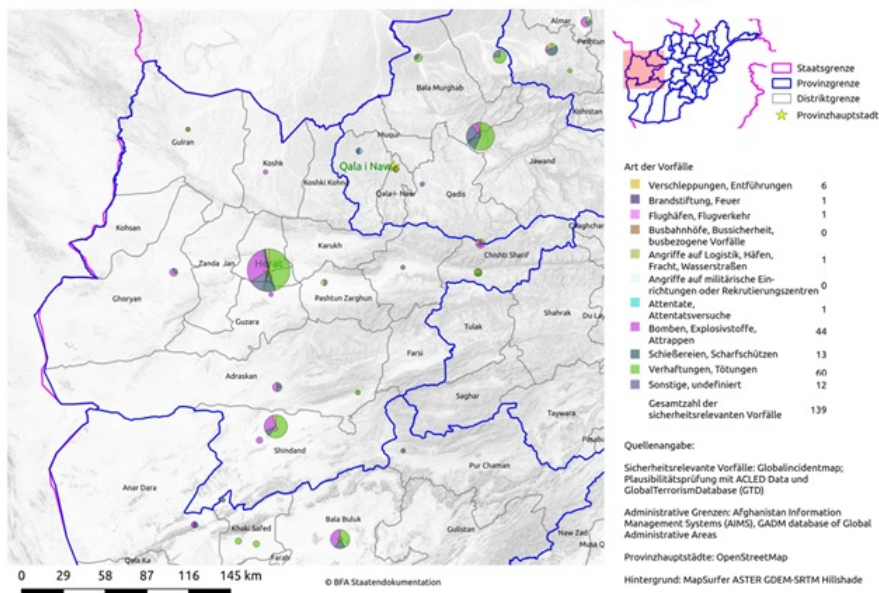 Almar
Pashtun
Bala Murghab
Kohistan
Gulran
Muqur
Koshk
Qala i Naw
Jawand
Koshki Kohna
Qala-i- Naw
Qadis
Kohsan
Karukh
Chaghcharan
Zanda Jan
Herat
Chishti Sharif
Ghoryan
Pashtun Zarghun
Guzara
Shahrak
Tulak
Farsi
Adraskan
Saghar
Taywara
Shindand
Pur Chaman
Anar Dara
Khaki Safed
Bala Buluk
Gulistan
Naw Zad
Musa Q
Qala Ka
Farah
0 29 58 87 116 145 km
© BFA Staatendokumentation
Staatsgrenze
Provinzgrenze
Distriktgrenze
Provinzhauptstadt
Art der Vorfälle
Verschleppungen, Entführungen 6
Brandstiftung, Feuer 1
Flughäfen, Flugverkehr 1
Busbahnhöfe, Bussicherheit,
busbezogene Vorfälle 0
Angriffe auf Logistik, Häfen,
Fracht, Wasserstraßen 1
Angriffe auf militärische Ein-
richtungen oder Rekrutierungszentren 0
Attentate,
Attentatsversuche 1
Bomben, Explosivstoffe,
Attrappen 44
Schießereien, Scharfschützen 13
Verhaftungen, Tötungen 60
Sonstige, undefiniert 12
Gesamtzahl der
sicherheitsrelevanten Vorfälle 139
Quellenangabe:
Sicherheitsrelevante Vorfälle: Globalincidentmap;
Plausibilitätsprüfung mit ACLED Data und
GlobalTerrorismDatabase (GTD)
Administrative Grenzen: Afghanistan Information
Management Systems (AIMS), GADM database of Global
Administrative Areas
Provinzhauptstädte: OpenStreetMap
Hintergrund: MapSurfer ASTER GDEM-SRTM Hillshade